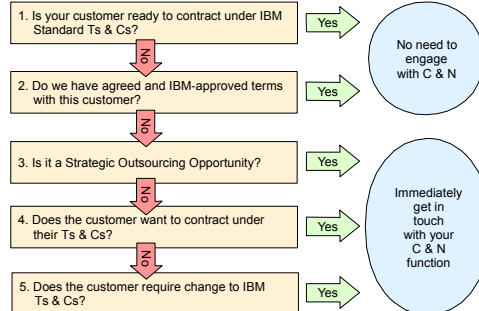 1. Is your customer ready to contract under IBM
Standard Ts & Cs?
Yes
No need to
engage
with C & N
No
2. Do we have agreed and IBM-approved terms
with this customer?
Yes
No
3. Is it a Strategic Outsourcing Opportunity?
Yes
No
4. Does the customer want to contract under
their Ts & Cs?
Yes
Immediately
get in
touch
with your
C & N
function
No
5. Does the customer require change to IBM
Ts & Cs?
Yes